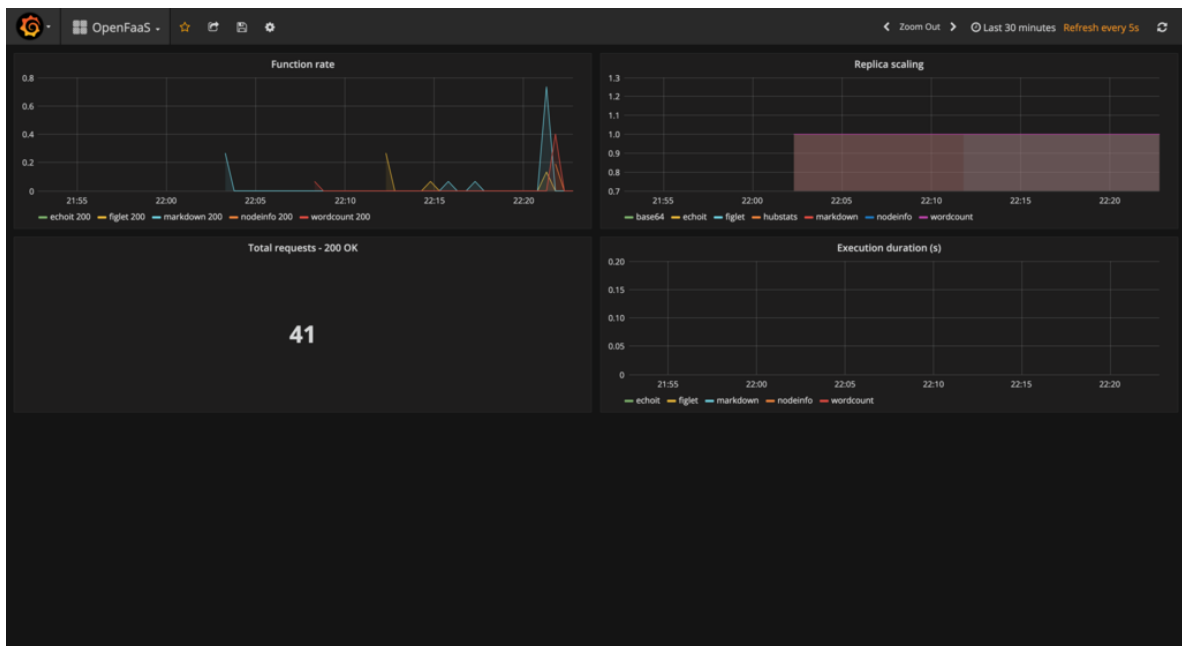 OpenFaaS
Zoom Out
Last 30 minutes Refresh every 5s
Function rate
0.8
0.6
0.4
0.2
0
21:55 22:00 22:05 22:10 22:15 22:20
echoit 200 figlet 200 markdown 200 nodeinfo 200 wordcount 200
Replica scaling
1.3
1.2
1.1
1.0
0.9
0.8
0.7
21:55 22:00 22:05 22:10 22:15 22:20
base64 echoit figlet hubstats markdown nodeinfo wordcount
Total requests - 200 OK
41
Execution duration (s)
0.20
0.15
0.10
0.05
0
21:55 22:00 22:05 22:10 22:15 22:20
echoit figlet markdown nodeinfo wordcount